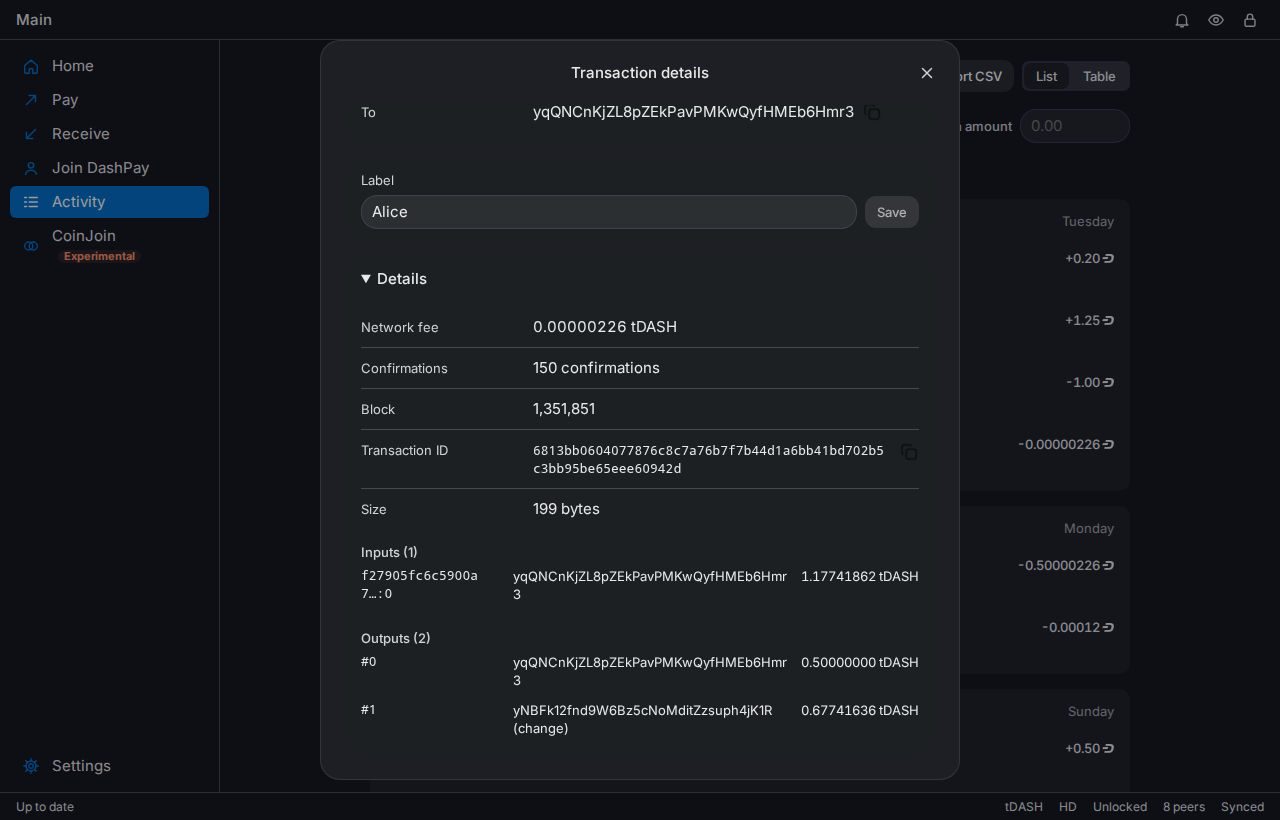 Main
Home
Pay
Receive
Join DashPay
Activity
CoinJoin
Experimental
Settings
Transaction details
To
yqQNCnKjZL8pZEkPavPMKwQyfHMEb6Hmr3
Label
Alice
Save
Details
Network fee
0.00000226 tDASH
Confirmations
150 confirmations
Block
1,351,851
Transaction ID
6813bb0604077876c8c7a76b7f7b44d1a6bb41bd702b5
c3bb95be65eee60942d
Size
199 bytes
Inputs (1)
f27905fc6c5900a
7…:0
yqQNCnKjZL8pZEkPavPMKwQyfHMEb6Hmr
3
1.17741862 tDASH
Outputs (2)
#0
yqQNCnKjZL8pZEkPavPMKwQyfHMEb6Hmr
3
0.50000000 tDASH
#1
yNBFk12fnd9W6Bz5cNoMditZzsuph4jK1R
(change)
0.67741636 tDASH
CSV
List
Table
amount
0.00
Tuesday
+0.20
+1.25
-1.00
-0.00000226
Monday
-0.50000226
-0.00012
Sunday
+0.50
Up to date
tDASH
HD
Unlocked
8 peers
Synced